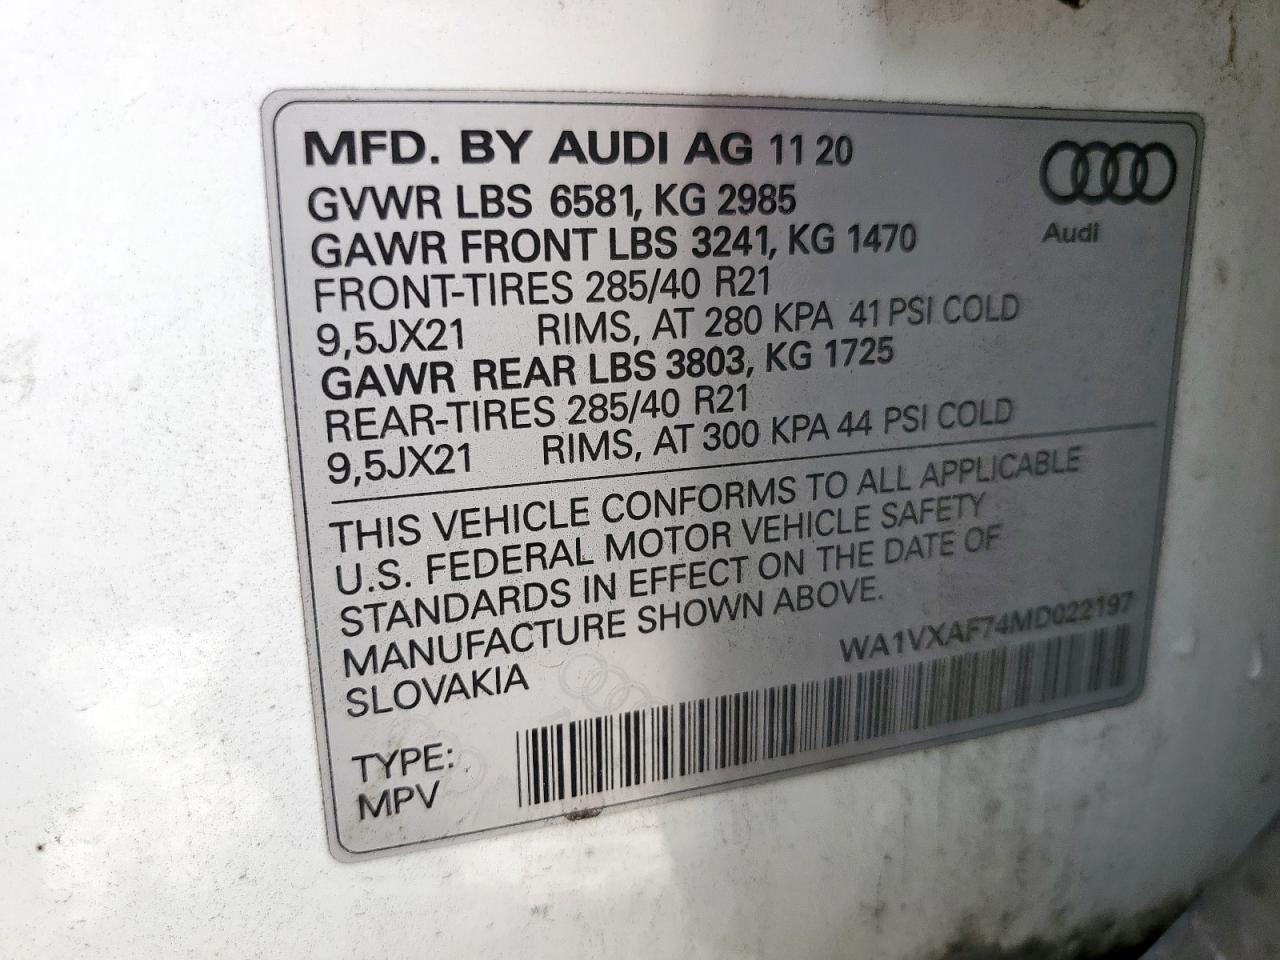 MFD. BY AUDI AG 11 20
GVWR LBS 6581, KG 2985
GAWR FRONT LBS 3241, KG 1470
FRONT-TIRES 285/40 R21
9,5JX21 RIMS, AT 280 KPA 41 PSI COLD
GAWR REAR LBS 3803, KG 1725
REAR-TIRES 285/40 R21
9,5JX21 RIMS, AT 300 KPA 44 PSI COLD
Audi
THIS VEHICLE CONFORMS TO ALL APPLICABLE
U.S. FEDERAL MOTOR VEHICLE SAFETY
STANDARDS IN EFFECT ON THE DATE OF
MANUFACTURE SHOWN ABOVE.
SLOVAKIA
WA1VXAF74MD022197
TYPE:
MPV